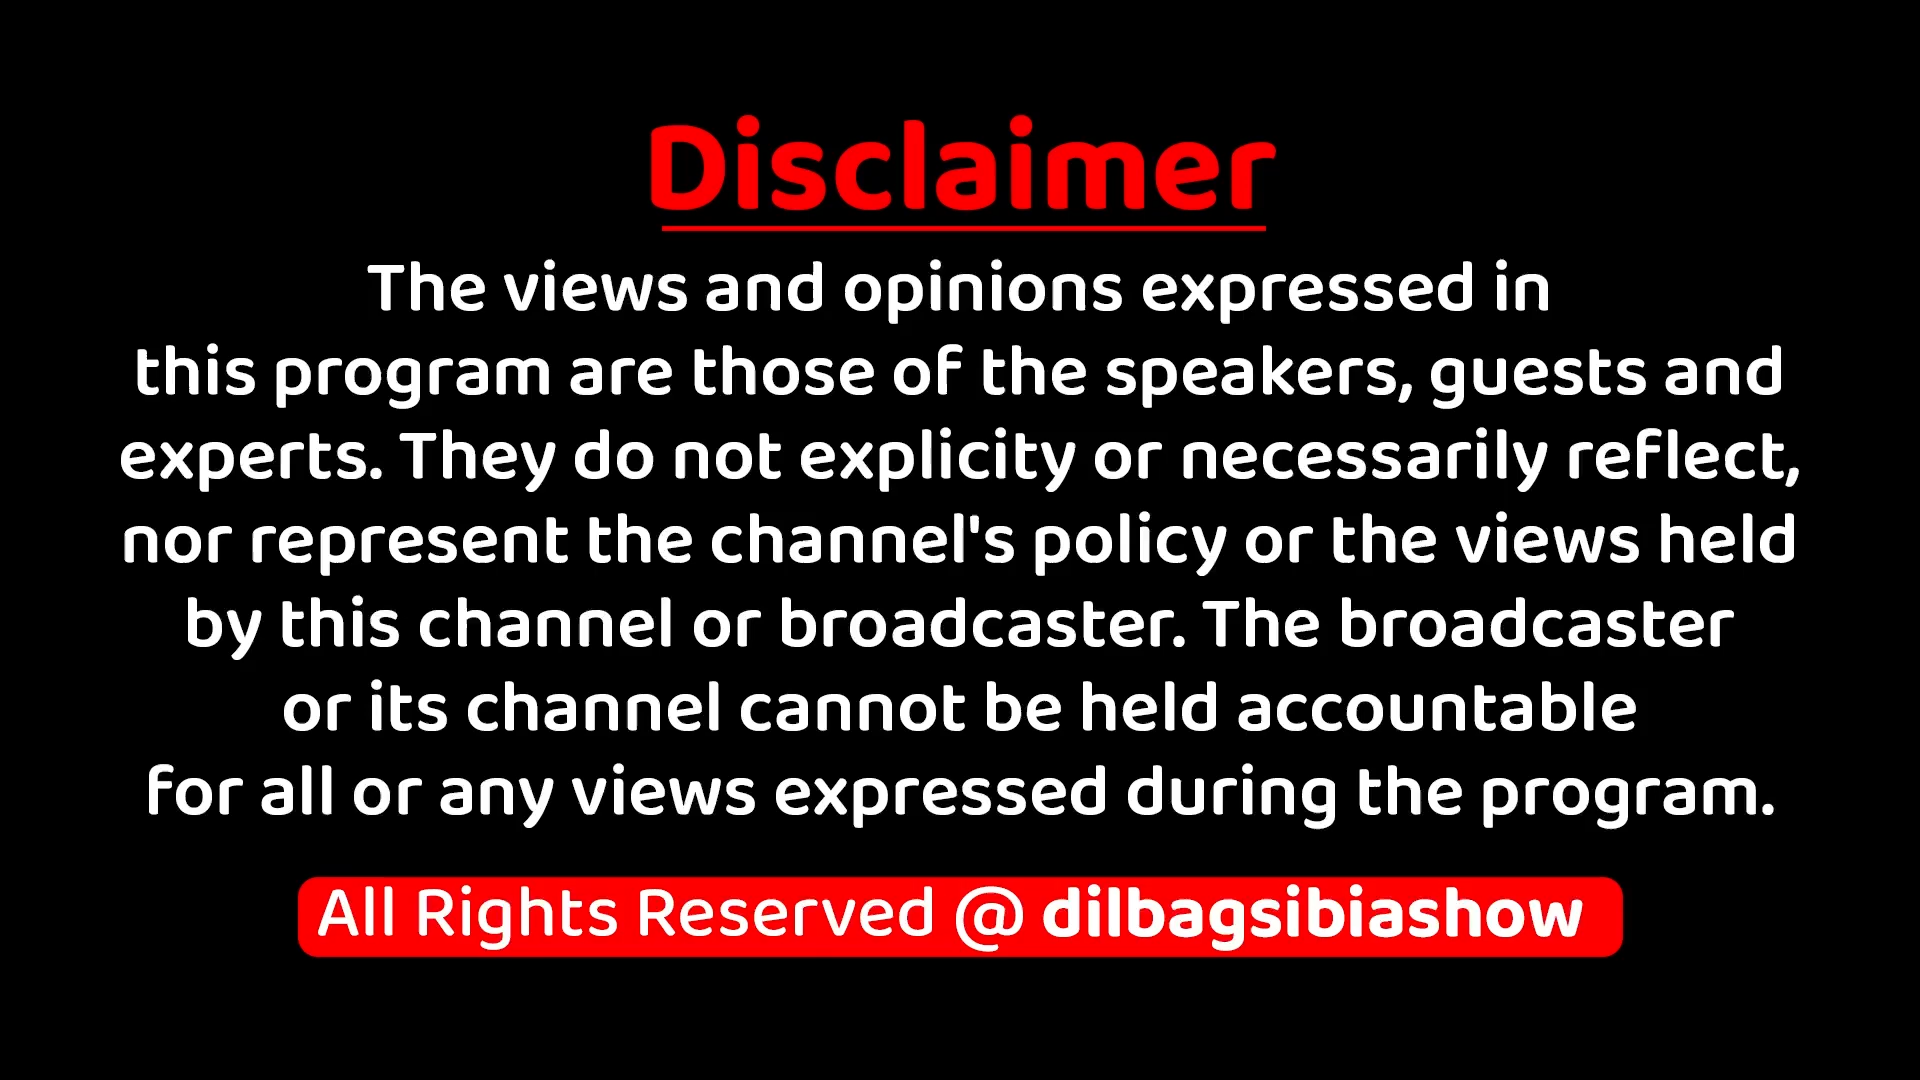 Disclaimer
The views and opinions expressed in
this program are those of the speakers, guests and
experts. They do not explicity or necessarily reflect,
nor represent the channel's policy or the views held
by this channel or broadcaster. The broadcaster
or its channel cannot be held accountable
for all or any views expressed during the program.
All Rights Reserved @ dilbagsibiashow